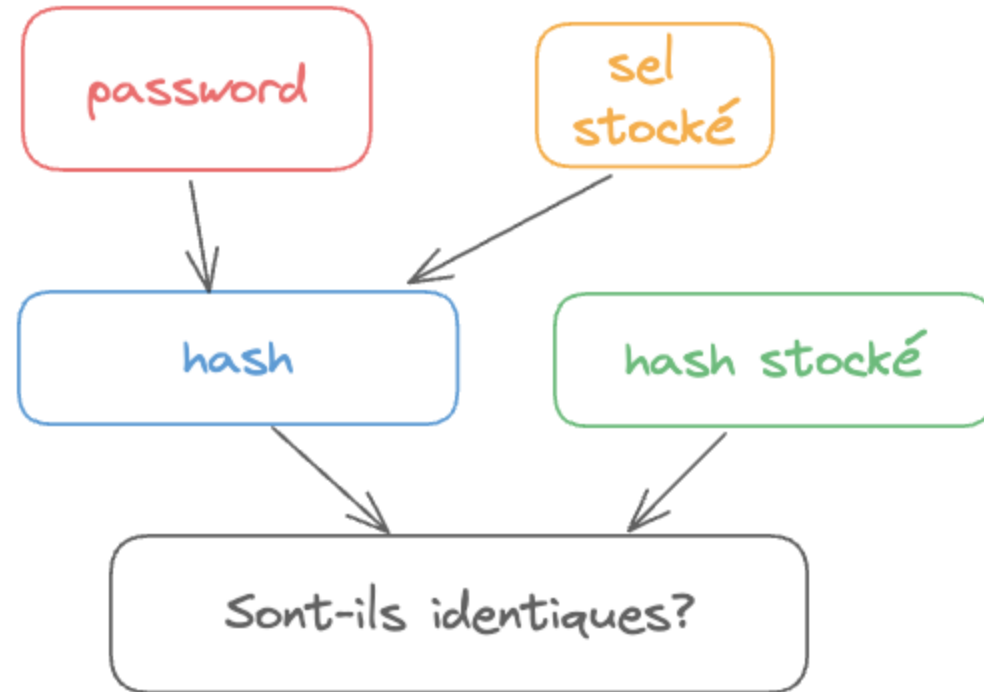 password
sel
stocké
hash
hash stocké
Sont-ils identiques?